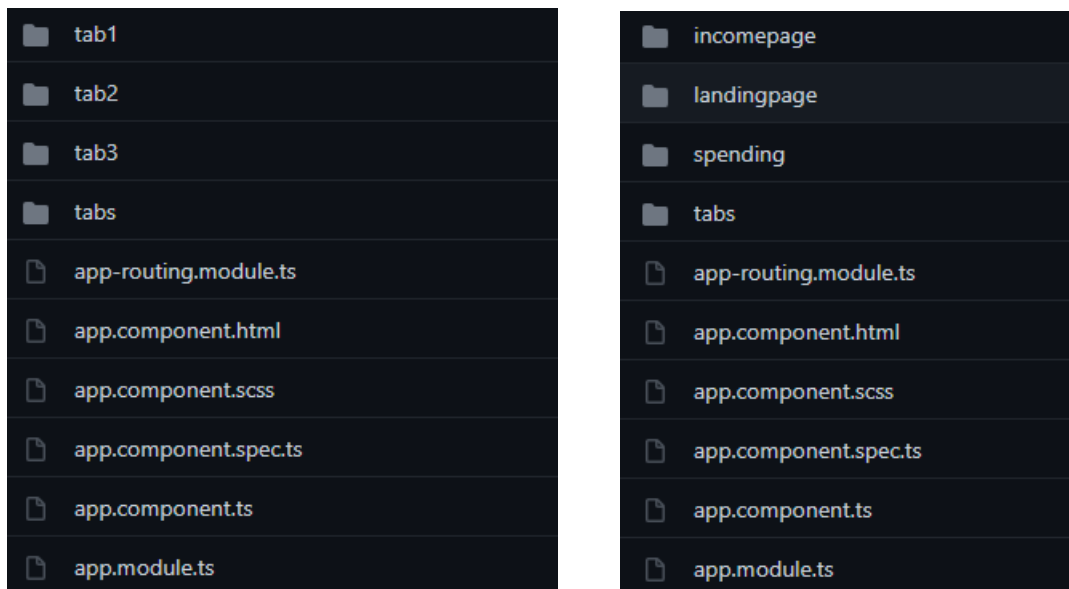 tab1
tab2
tab3
tabs
app-routing.module.ts
app.component.html
app.component.scss
app.component.spec.ts
app.component.ts
app.module.ts
incomepage
landingpage
spending
tabs
app-routing.module.ts
app.component.html
app.component.scss
app.component.spec.ts
app.component.ts
app.module.ts